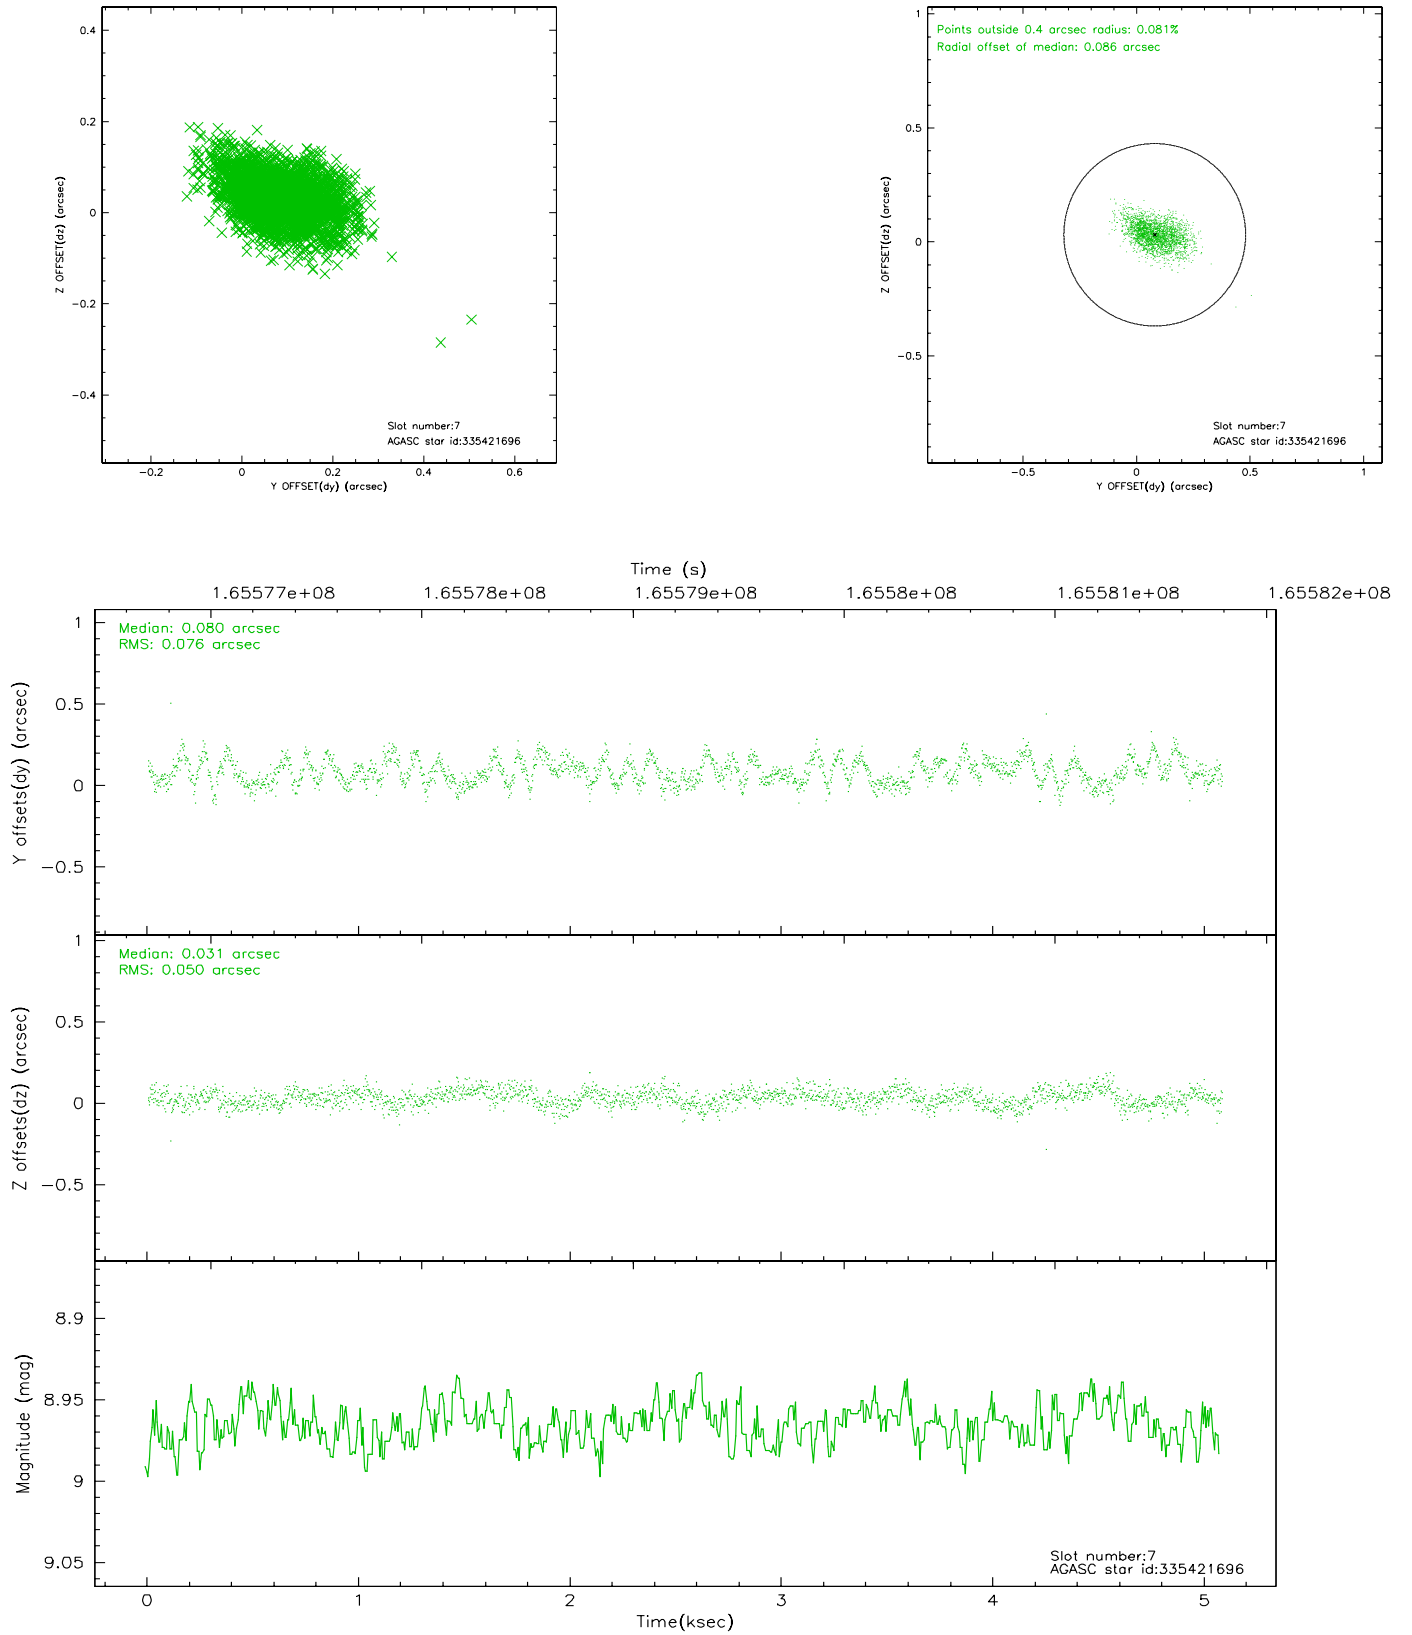 0.4
0.2
0
−0.2
−0.4
Z OFFSET(dz) (arcsec)
Slot number:7
AGASC star id:335421696
−0.2 0 0.2 0.4 0.6
Y OFFSET(dy) (arcsec)
Points outside 0.4 arcsec radius: 0.081%
Radial offset of median: 0.086 arcsec
1
0.5
0
−0.5
Z OFFSET(dz) (arcsec)
Slot number:7
AGASC star id:335421696
−0.5 0 0.5 1
Y OFFSET(dy) (arcsec)
Time (s)
1.65577e+08 1.65578e+08 1.65579e+08 1.6558e+08 1.65581e+08 1.65582e+08
Median: 0.080 arcsec
RMS: 0.076 arcsec
1
0.5
0
−0.5
Y offsets(dy) (arcsec)
Median: 0.031 arcsec
RMS: 0.050 arcsec
1
0.5
0
−0.5
Z offsets(dz) (arcsec)
8.9
8.95
9
9.05
Magnitude (mag)
Slot number:7
AGASC star id:335421696
0 1 2 3 4 5
Time(ksec)